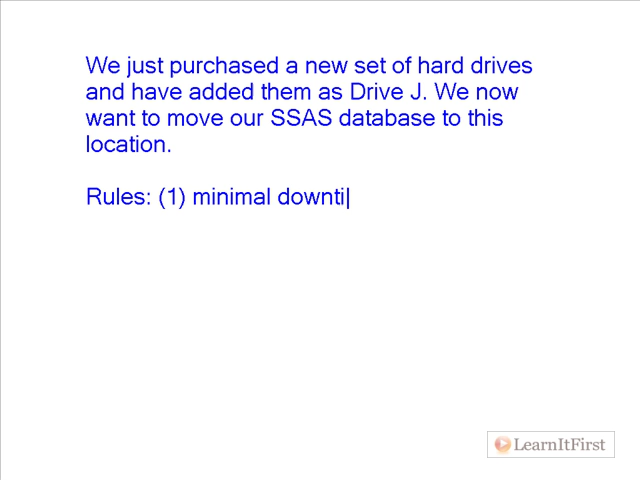 We just purchased a new set of hard drives
and have added them as Drive J. We now
want to move our SSAS database to this
location.
Rules: (1) minimal downti
LearnItFirst